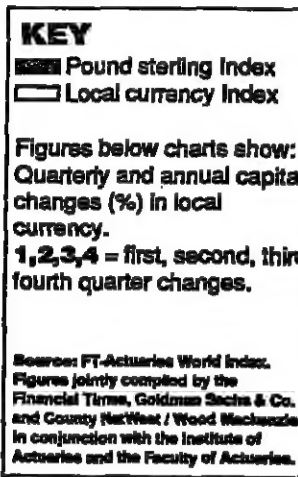 KEY
Pound sterling Index
Local currency Index
Figures below charts show:
Quarterly and annual capita
changes (%) in local
currency.
1,2,3,4 = first, second, thir
fourth quarter changes.
Source: FT-Actuaries World Index.
Figures jointly compiled by the
Financial Times, Goldman Sachs & Co.
and County NatWest / Wood Mackenzie
in conjunction with the Institute of
Actuaries and the Faculty of Actuaries.